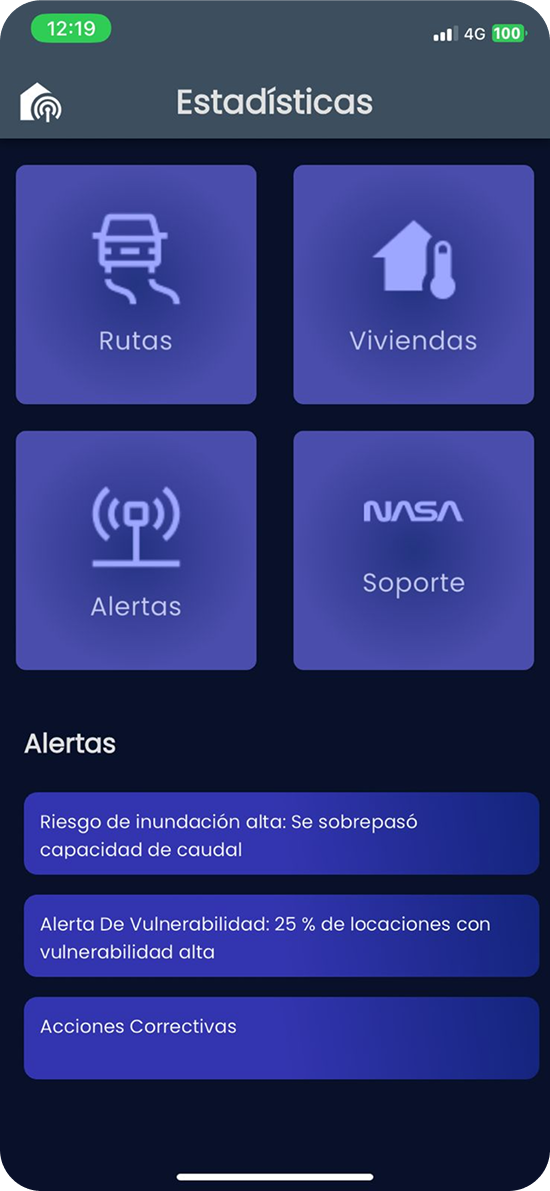 12:19
4G 100
Estadísticas
Rutas
Viviendas
Alertas
NASA
Soporte
Alertas
Riesgo de inundación alta: Se sobrepasó
capacidad de caudal
Alerta De Vulnerabilidad: 25 % de locaciones con
vulnerabilidad alta
Acciones Correctivas